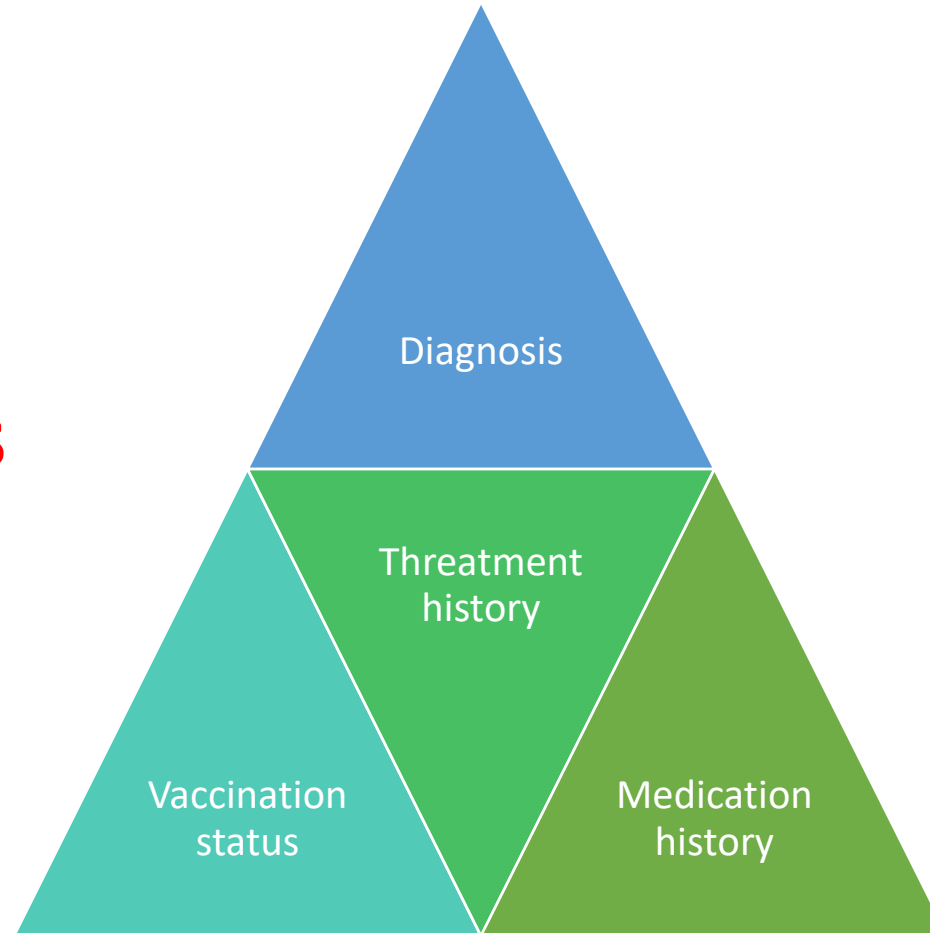 Diagnosis
Threatment
history
Vaccination
status
Medication
history